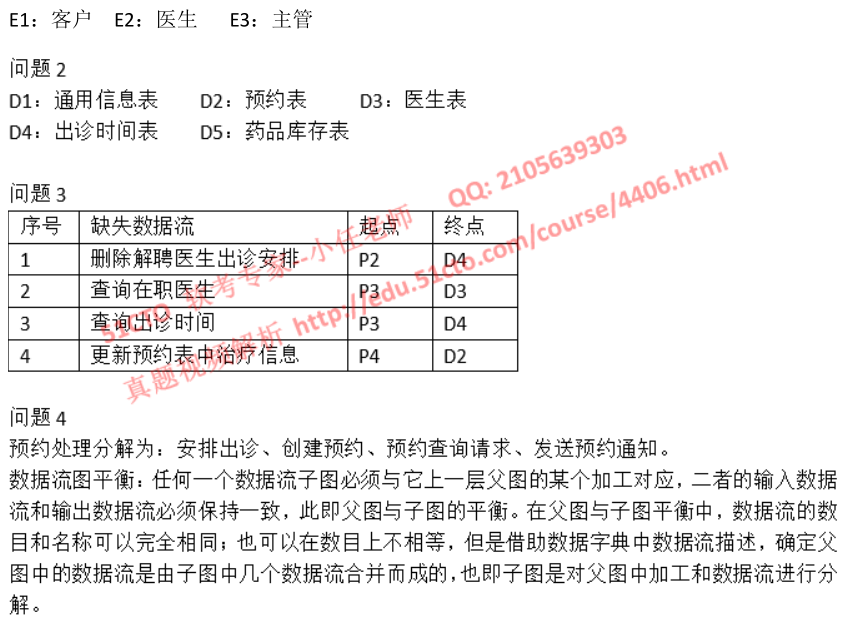 E1：客户 E2：医生 E3：主管
问题 2
D1：通用信息表 D2：预约表 D3：医生表
D4：出诊时间表 D5：药品库存表
问题 3
序号 缺失数据流 起点 终点
1 删除解聘医生出诊安排 P2 D4
2 查询在职医生 P3 D3
3 查询出诊时间 P3 D4
4 更新预约表中治疗信息 P4 D2
51CTO 软考专家--小任老师 QQ: 2105639303
真题视频解析 http://edu.51cto.com/course/4406.html
问题 4
预约处理分解为：安排出诊、创建预约、预约查询请求、发送预约通知。
数据流图平衡：任何一个数据流子图必须与它上一层父图的某个加工对应，二者的输入数据
流和输出数据流必须保持一致，此即父图与子图的平衡。在父图与子图平衡中，数据流的数
目和名称可以完全相同；也可以在数目上不相等，但是借助数据字典中数据流描述，确定父
图中的数据流是由子图中几个数据流合并而成的，也即子图是对父图中加工和数据流进行分
解。